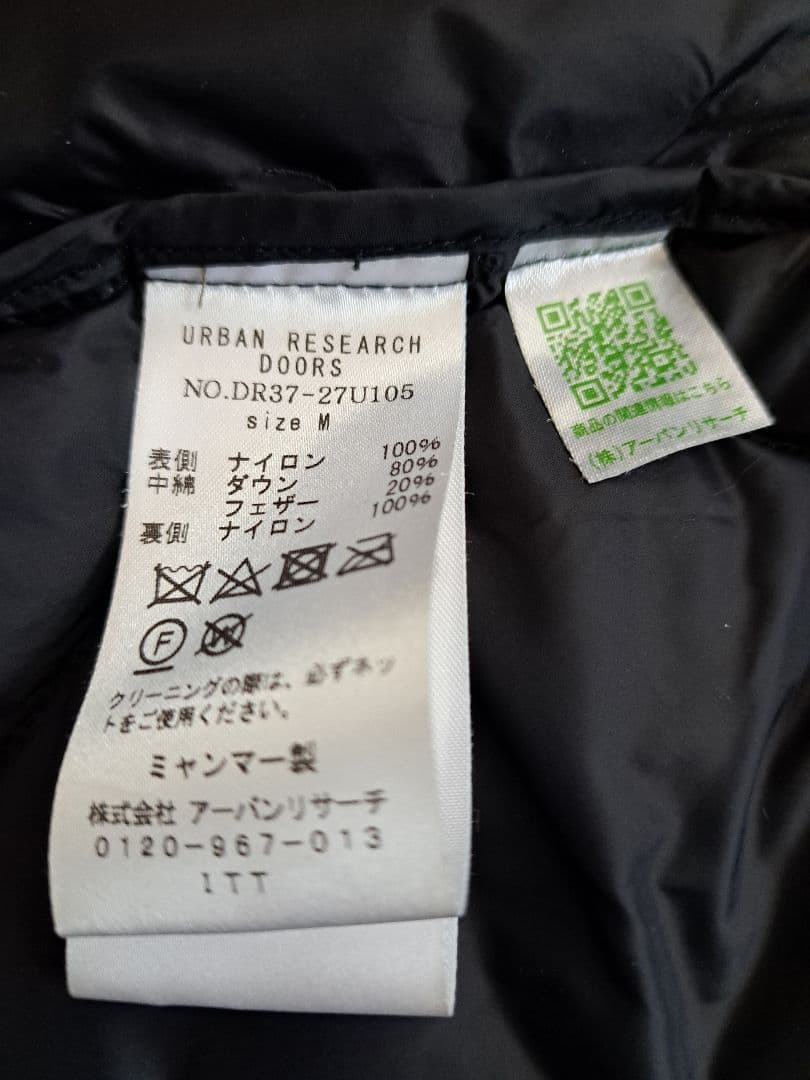 URBAN RESEARCH
DOORS
NO.DR37-27U105
size M
表側 ナイロン 100%
中綿 ダウン 80%
フェザー 20%
裏側 ナイロン 100%
F
W
クリーニングの際は、必ずネッ
トをご使用ください。
ミャンマー製
株式会社 アーバンリサーチ
0120-967-013
ITT
商品の関連情報はこちら
(株)アーバンリサーチ